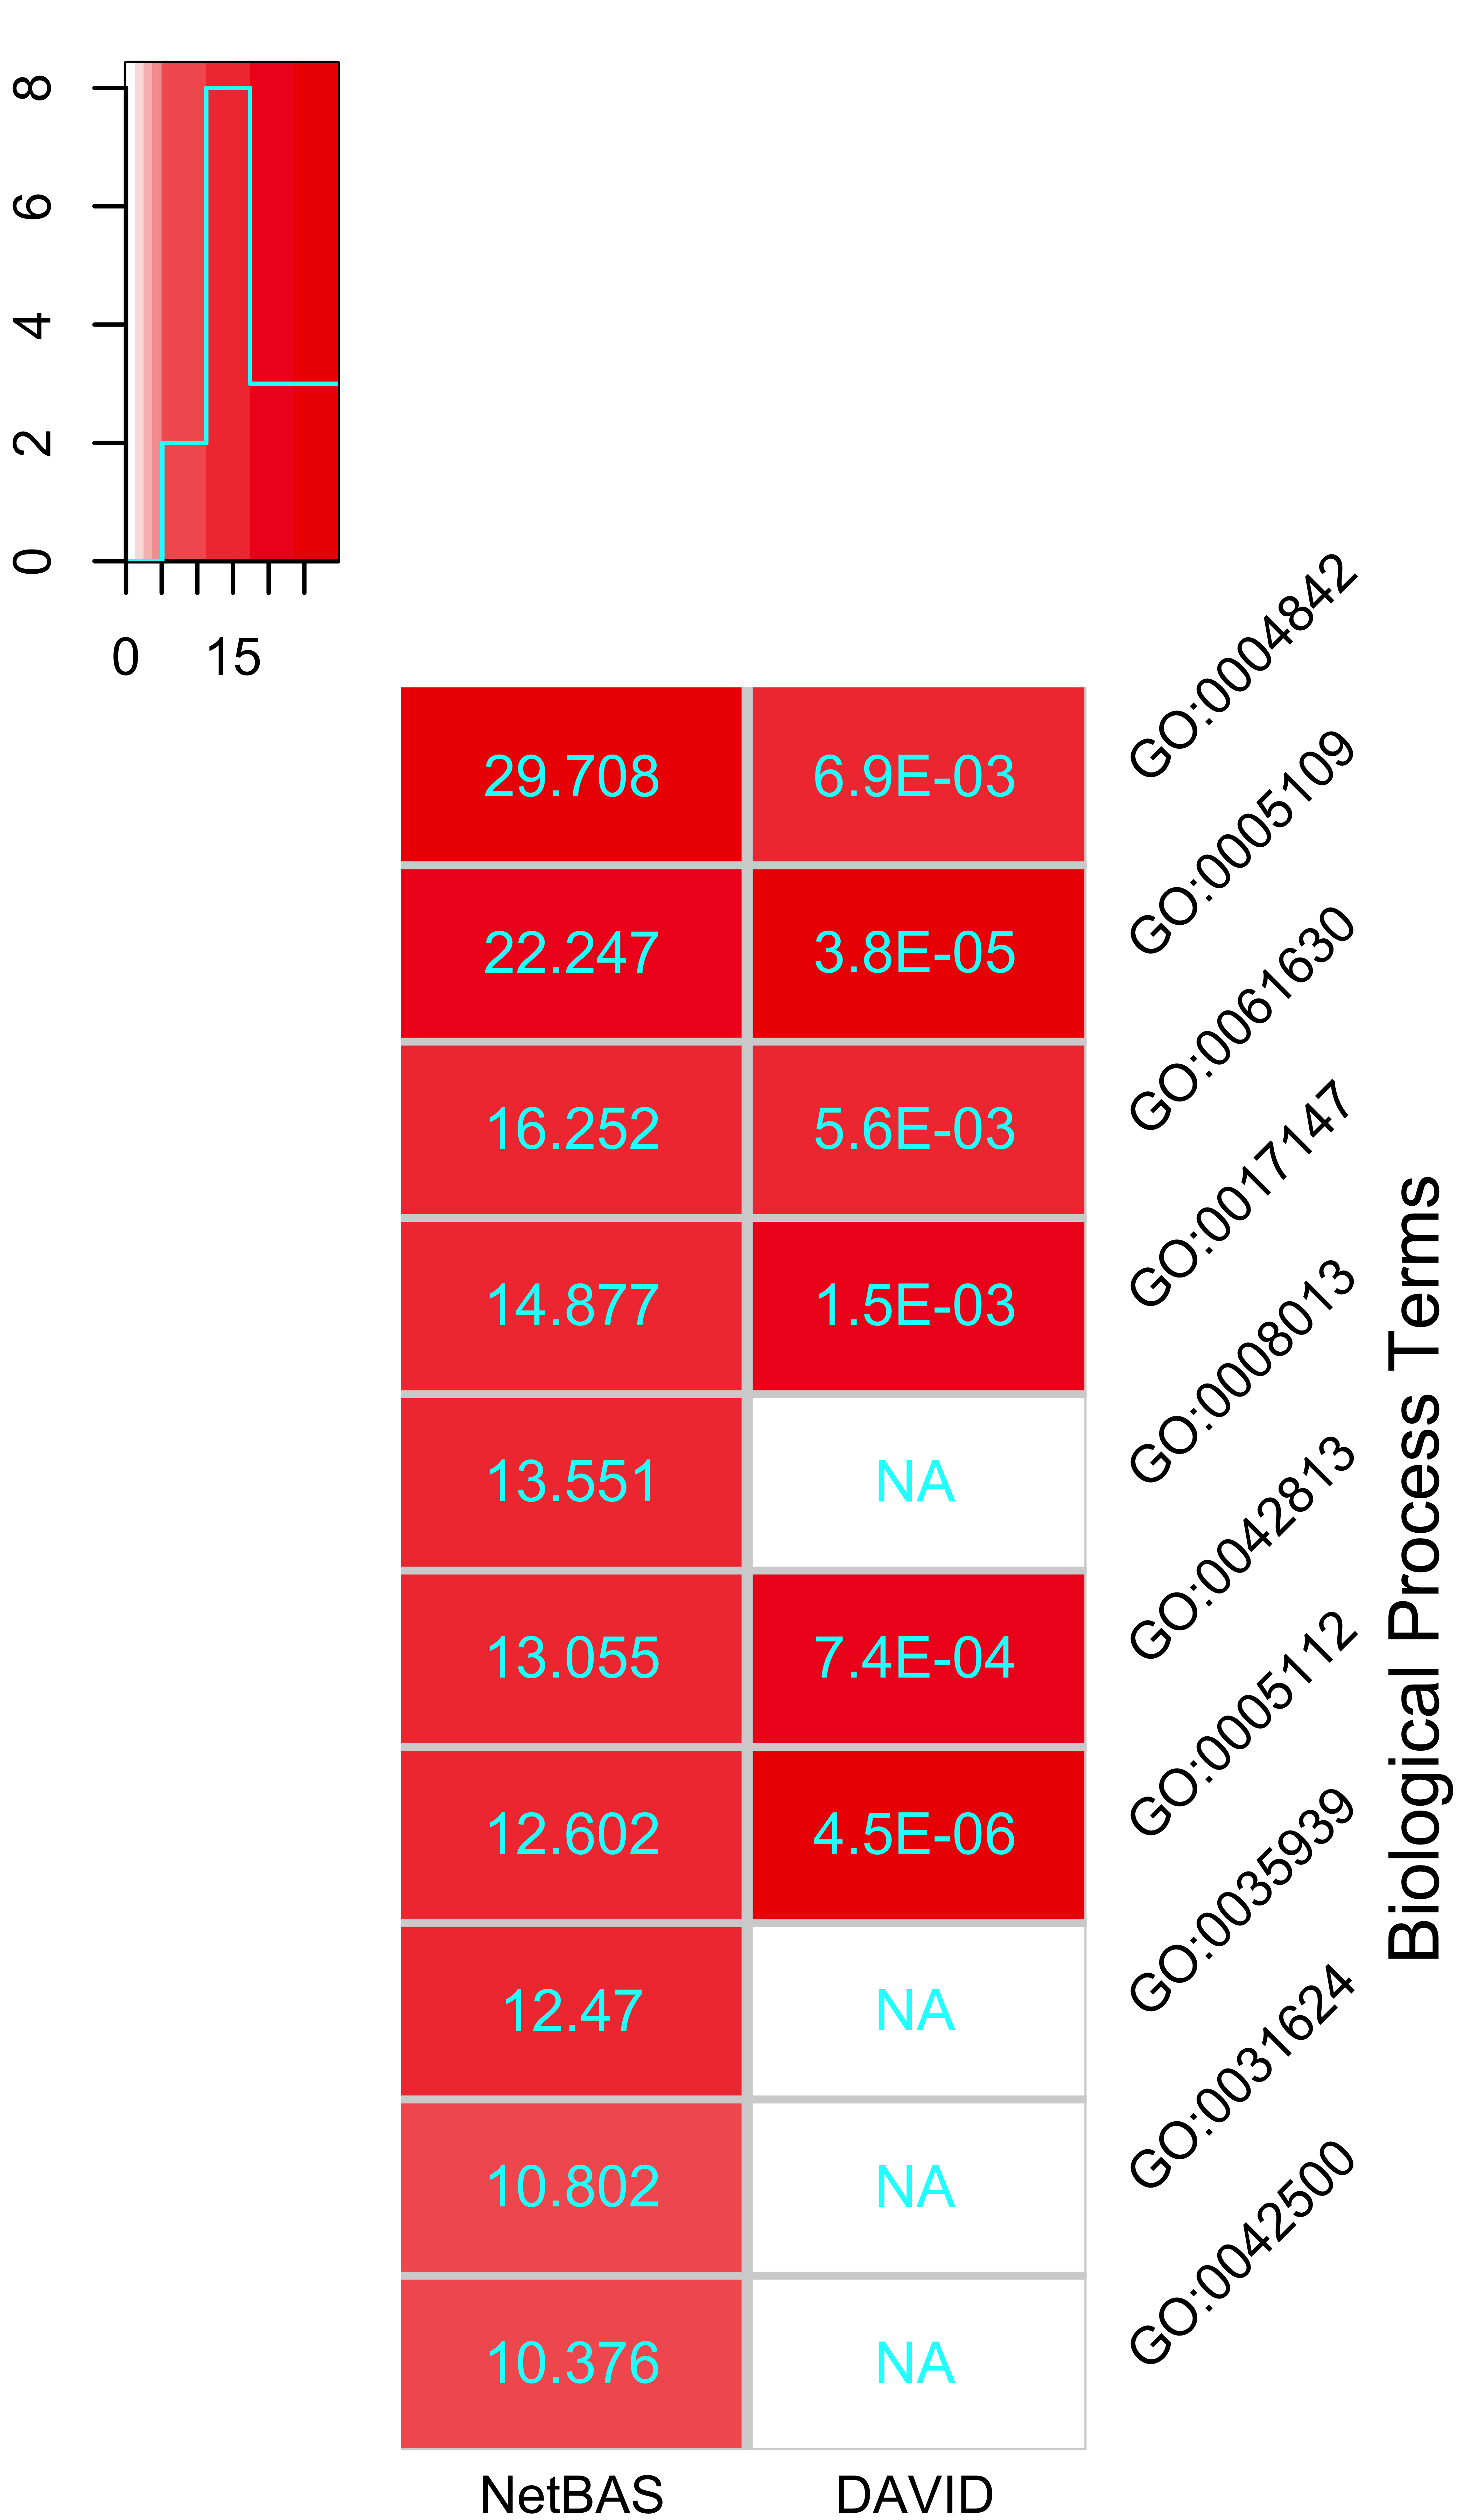 8
6
4
2
0
0 15
29.708 6.9E-03 GO:0004842
22.247 3.8E-05 GO:0005109
16.252 5.6E-03 GO:0061630
14.877 1.5E-03 GO:0017147
13.551 NA GO:0008013
13.055 7.4E-04 GO:0042813
12.602 4.5E-06 GO:0005112
12.47 NA GO:0035939
10.802 NA GO:0031624
10.376 NA GO:0042500
NetBAS DAVID
Biological Process Terms